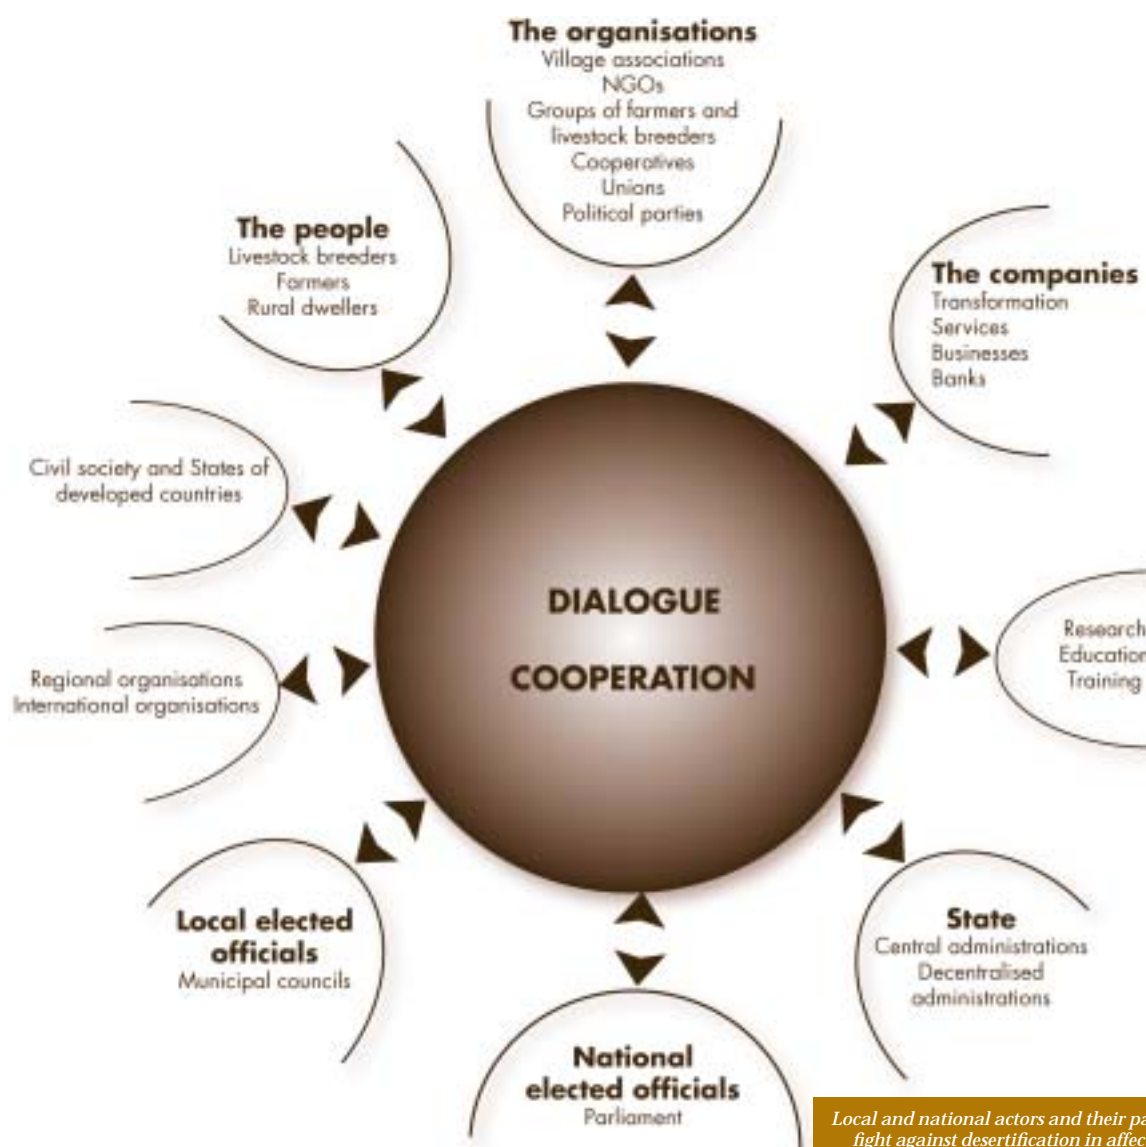 The organisations
Village associations
NGOs
Groups of farmers and
livestock breeders
Cooperatives
Unions
Political parties
The people
Livestock breeders
Farmers
Rural dwellers
The companies
Transformation
Services
Businesses
Banks
Civil society and States of
developed countries
DIALOGUE
COOPERATION
Research
Education
Training
Regional organisations
International organisations
Local elected
officials
Municipal councils
State
Central administrations
Decentralised
administrations
National
elected officials
Parliament
Local and national actors and their
fight against desertification in